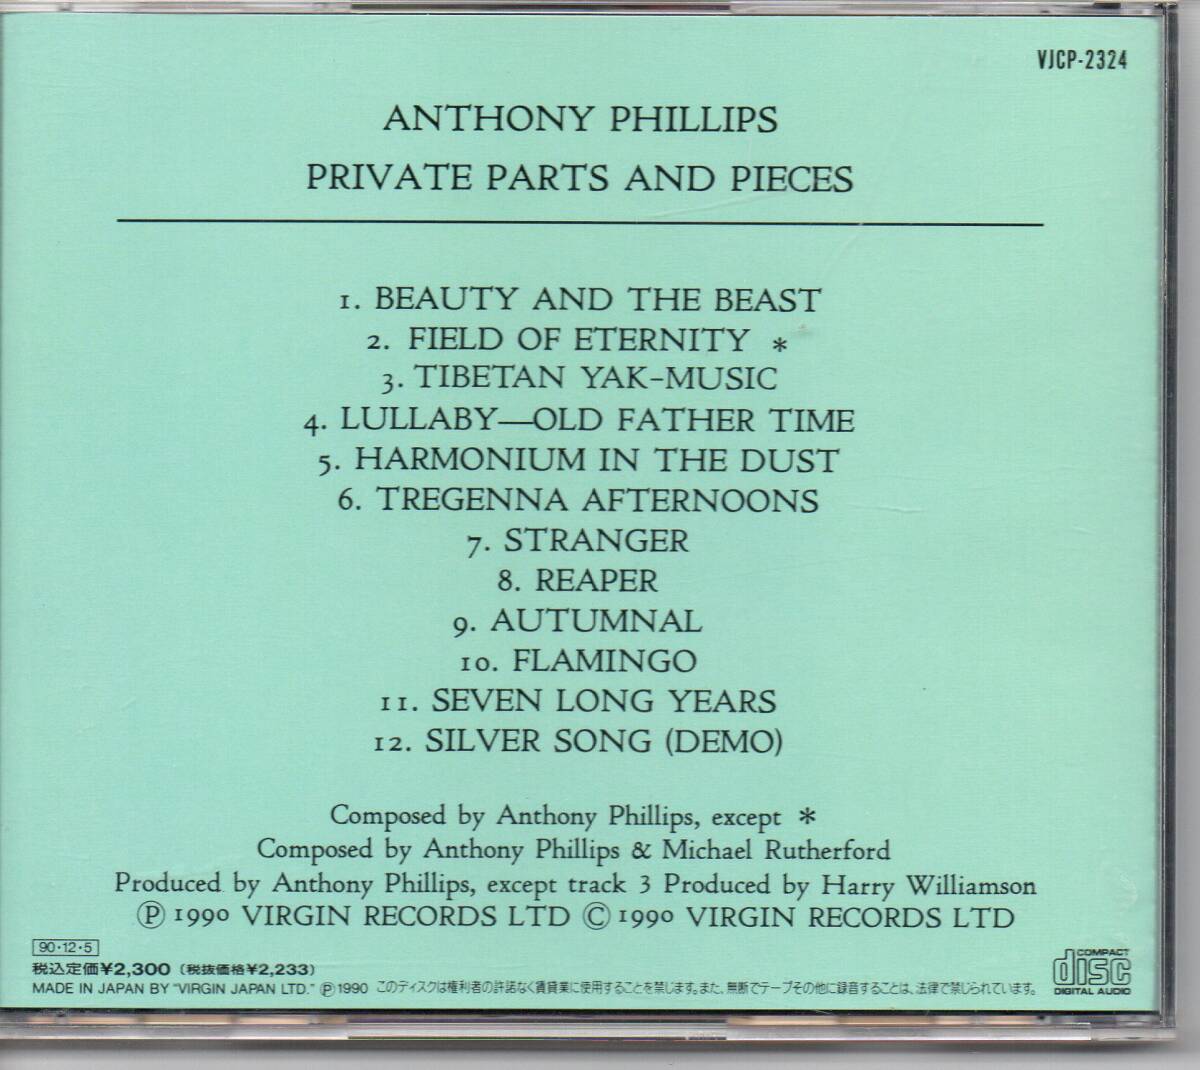 VJCP-2324
ANTHONY PHILLIPS
PRIVATE PARTS AND PIECES
1. BEAUTY AND THE BEAST
2. FIELD OF ETERNITY *
3. TIBETAN YAK-MUSIC
4. LULLABY—OLD FATHER TIME
5. HARMONIUM IN THE DUST
6. TREGENNA AFTERNOONS
7. STRANGER
8. REAPER
9. AUTUMNAL
10. FLAMINGO
11. SEVEN LONG YEARS
12. SILVER SONG (DEMO)
Composed by Anthony Phillips, except *
Composed by Anthony Phillips & Michael Rutherford
Produced by Anthony Phillips, except track 3 Produced by Harry Williamson
Ⓟ 1990 VIRGIN RECORDS LTD Ⓒ 1990 VIRGIN RECORDS LTD
90・12・5
税込定価¥2,300（税抜価格¥2,233）
MADE IN JAPAN BY "VIRGIN JAPAN LTD." Ⓟ1990 このディスクは権利者の許諾なく賃貸業に使用することを禁じます。また、無断でテープその他に録音することは、法律で禁じられています。
COMPACT
disc
DIGITAL AUDIO